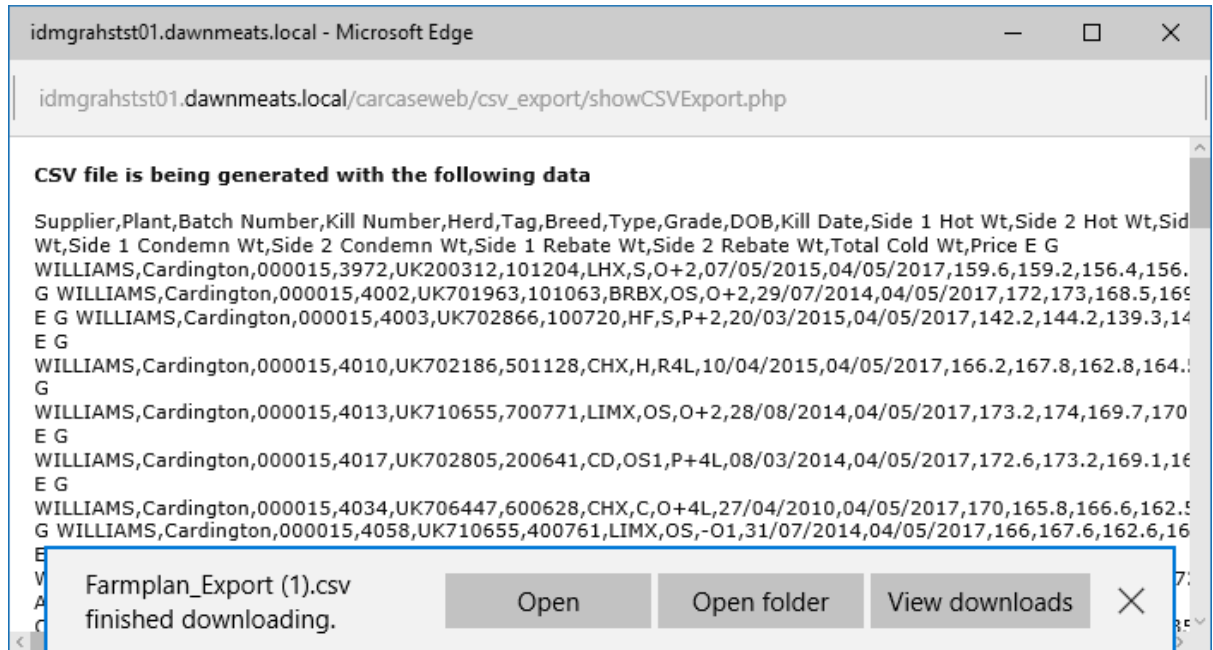 idmgrahstst01.dawnmeats.local - Microsoft Edge
idmgrahstst01.dawnmeats.local/carcaseweb/csv_export/showCSVExport.php
CSV file is being generated with the following data
Supplier,Plant,Batch Number,Kill Number,Herd,Tag,Breed,Type,Grade,DOB,Kill Date,Side 1 Hot Wt,Side 2 Hot Wt,Sid
Wt,Side 1 Condemn Wt,Side 2 Condemn Wt,Side 1 Rebate Wt,Side 2 Rebate Wt,Total Cold Wt,Price E G
WILLIAMS,Cardington,000015,3972,UK200312,101204,LHX,S,O+2,07/05/2015,04/05/2017,159.6,159.2,156.4,156.
G WILLIAMS,Cardington,000015,4002,UK701963,101063,BRBX,OS,O+2,29/07/2014,04/05/2017,172,173,168.5,169
E G WILLIAMS,Cardington,000015,4003,UK702866,100720,HF,S,P+2,20/03/2015,04/05/2017,142.2,144.2,139.3,14
E G
WILLIAMS,Cardington,000015,4010,UK702186,501128,CHX,H,R4L,10/04/2015,04/05/2017,166.2,167.8,162.8,164.
G
WILLIAMS,Cardington,000015,4013,UK710655,700771,LIMX,OS,O+2,28/08/2014,04/05/2017,173.2,174,169.7,170
E G
WILLIAMS,Cardington,000015,4017,UK702805,200641,CD,OS1,P+4L,08/03/2014,04/05/2017,172.6,173.2,169.1,16
E G
WILLIAMS,Cardington,000015,4034,UK706447,600628,CHX,C,O+4L,27/04/2010,04/05/2017,170,165.8,166.6,162.5
G WILLIAMS,Cardington,000015,4058,UK710655,400761,LIMX,OS,-O1,31/07/2014,04/05/2017,166,167.6,162.6,16
E
Farmplan_Export (1).csv
finished downloading.
Open
Open folder
View downloads